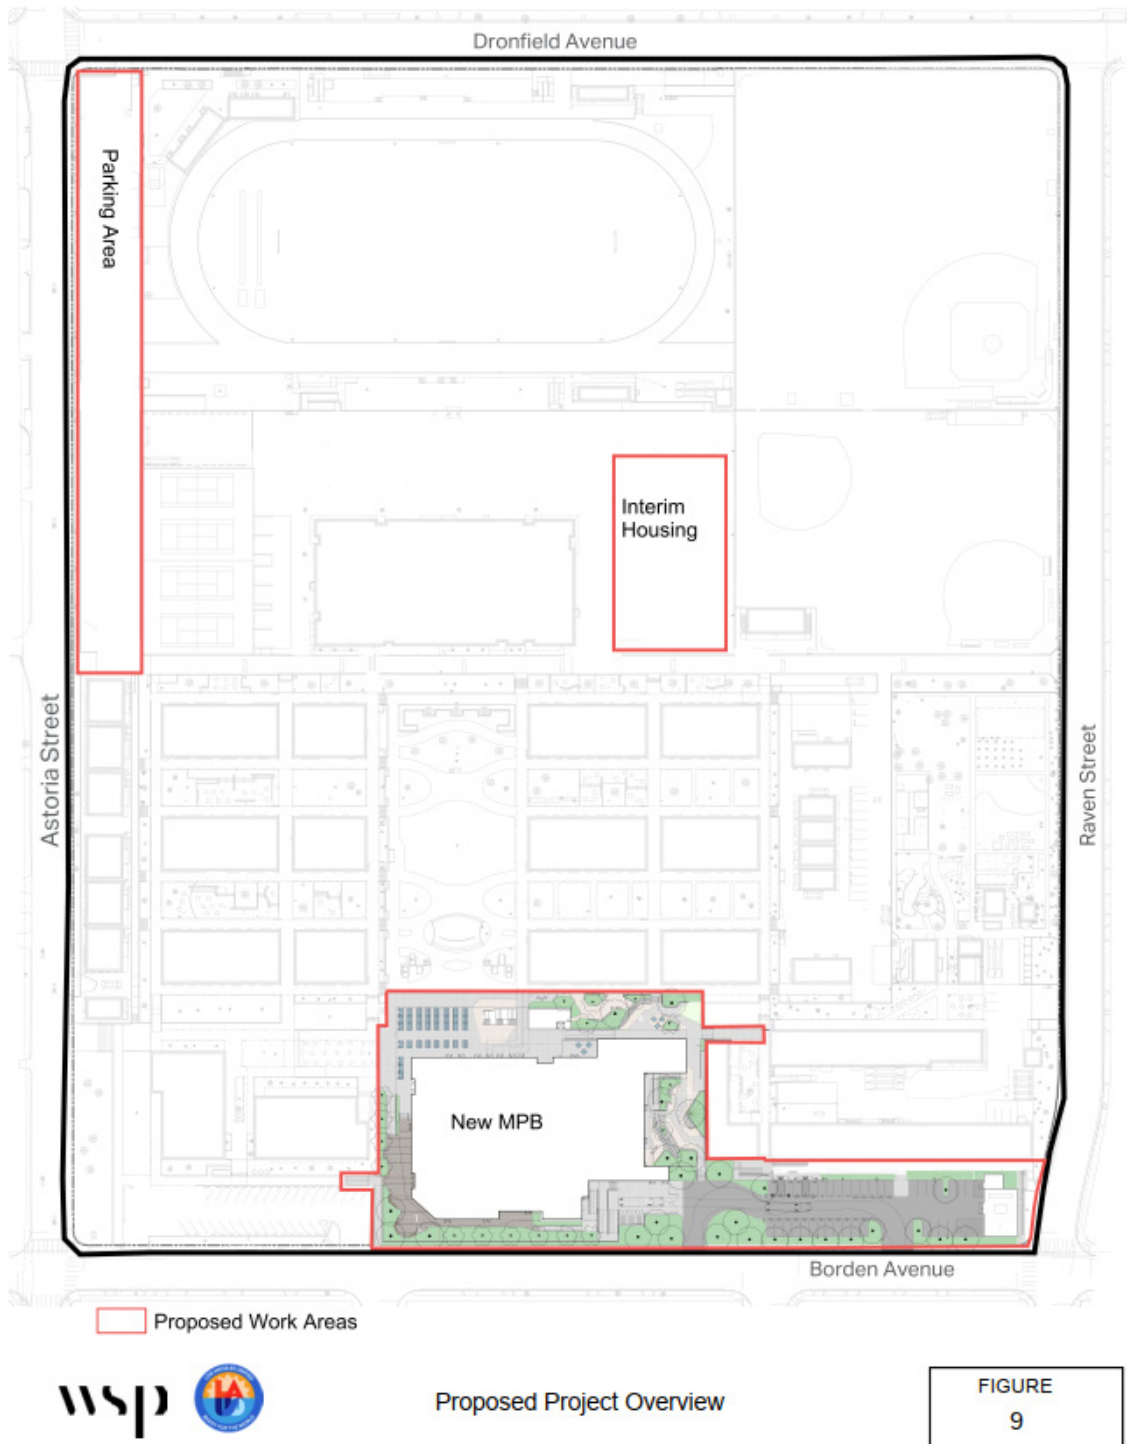 Dronfield Avenue
Parking Area
Interim
Housing
Astoria Street
Raven Street
New MPB
Borden Avenue
Proposed Work Areas
wsp
Proposed Project Overview
FIGURE
9